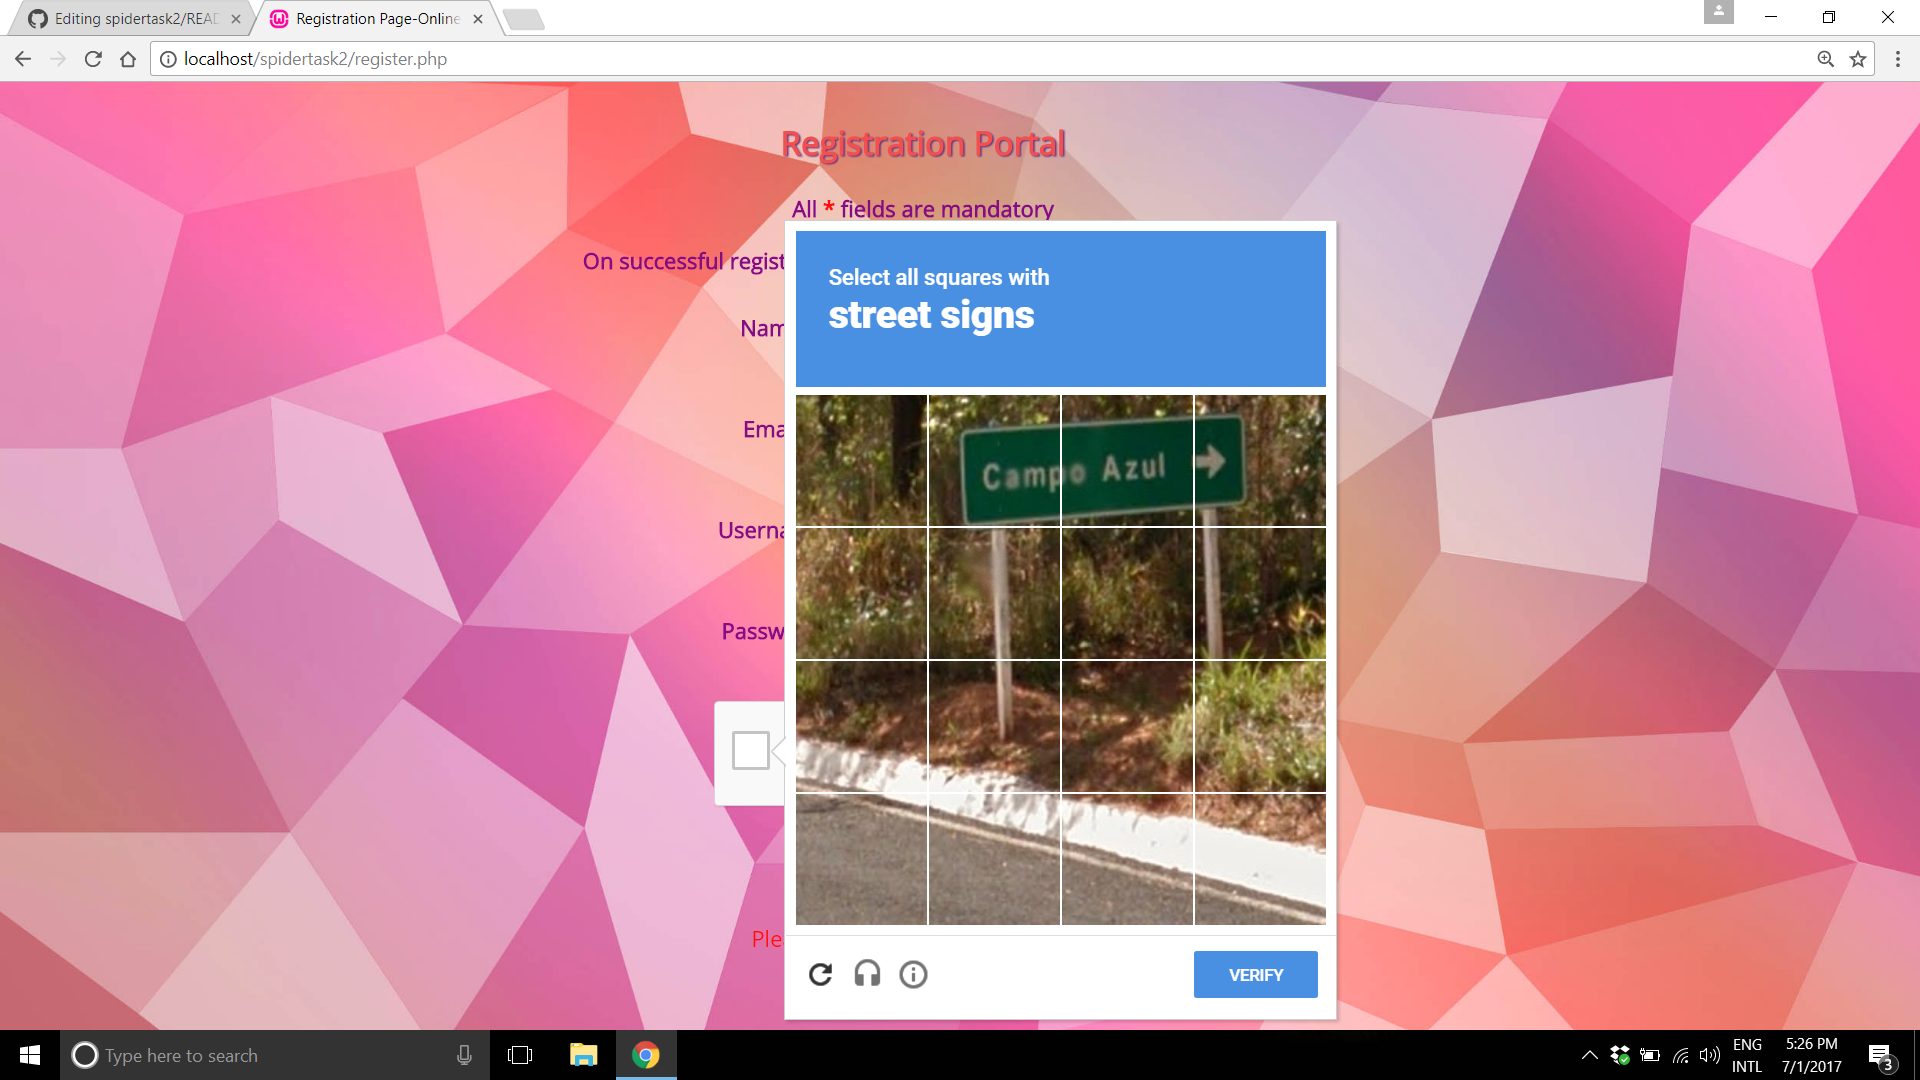 Editing spidertask2/READ
Registration Page-Online
localhost/spidertask2/register.php
Registration Portal
All * fields are mandatory
On successful regist
Nam
Ema
Userna
Passw
Ple
Select all squares with
street signs
Campo Azul
VERIFY
Type here to search
ENG
INTL
5:26 PM
7/1/2017
3